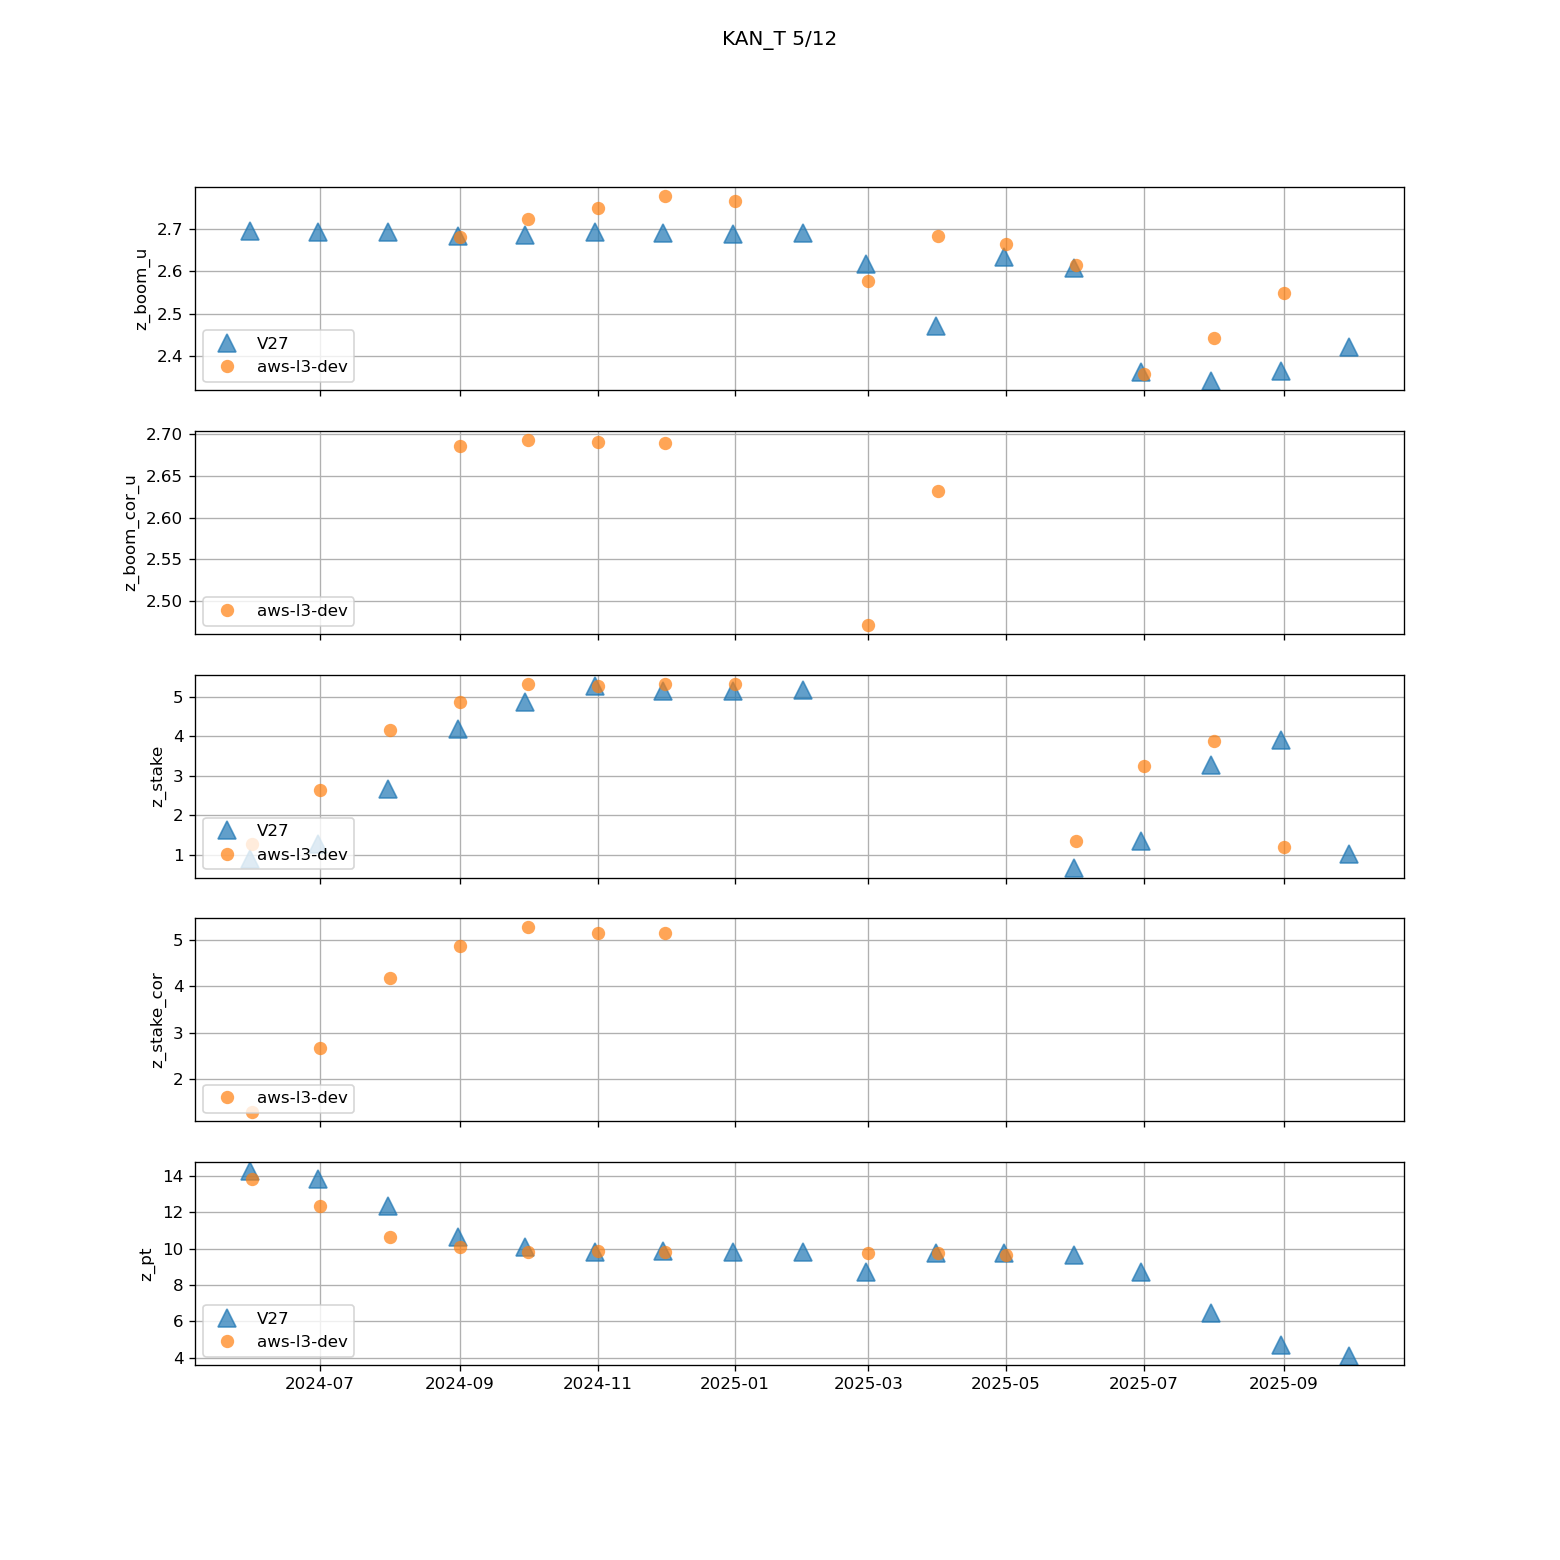 KAN_T 5/12
z_boom_u
2.7
2.6
2.5
2.4
V27
aws-l3-dev
z_boom_cor_u
2.70
2.65
2.60
2.55
2.50
aws-l3-dev
z_stake
5
4
3
2
1
V27
aws-l3-dev
z_stake_cor
5
4
3
2
aws-l3-dev
z_pt
14
12
10
8
6
4
V27
aws-l3-dev
2024-07 2024-09 2024-11 2025-01 2025-03 2025-05 2025-07 2025-09